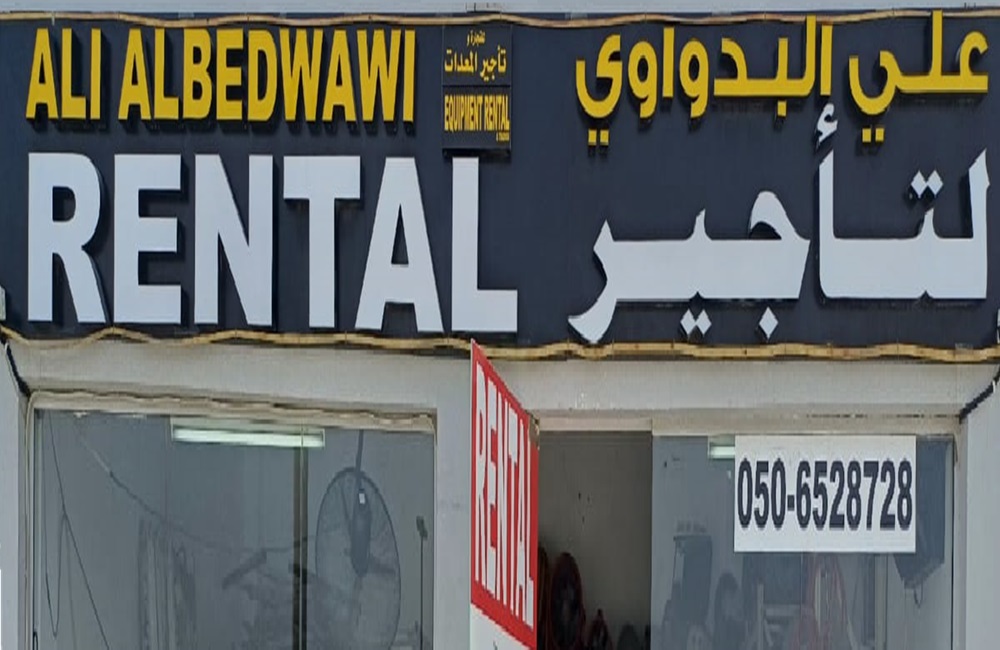 ALI ALBEDWAWI
تأجير المعدات
EQUIPMENT RENTAL
علي البدواوي
RENTAL
لتأجير
RENTAL
050-6528728